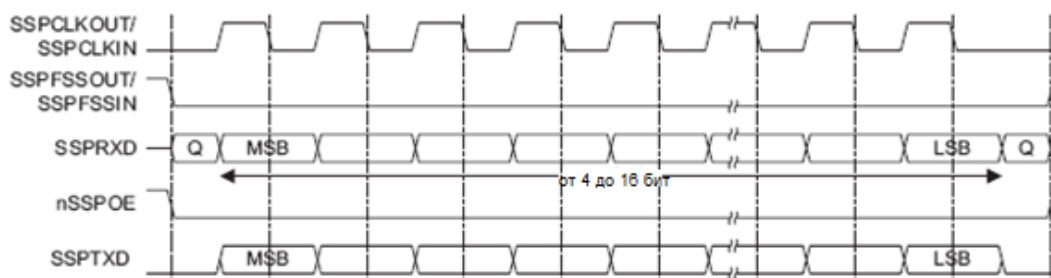 SSPCLKOUT/
SSPCLKIN
SSPFSSOUT/
SSPFSSIN
SSPRXD Q MSB LSB Q
от 4 до 16 бит
nSSPOE
SSPTXD MSB LSB